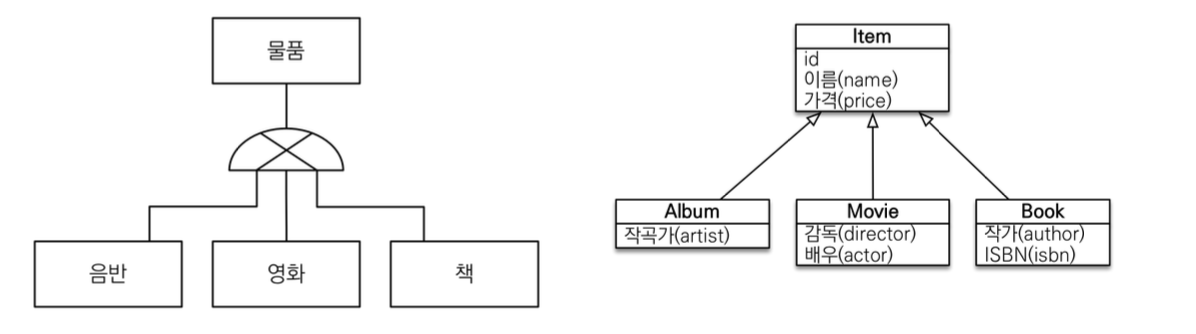 물품
음반
영화
책
Item
id
이름(name)
가격(price)
Album
작곡가(artist)
Movie
감독(director)
배우(actor)
Book
작가(author)
ISBN(isbn)